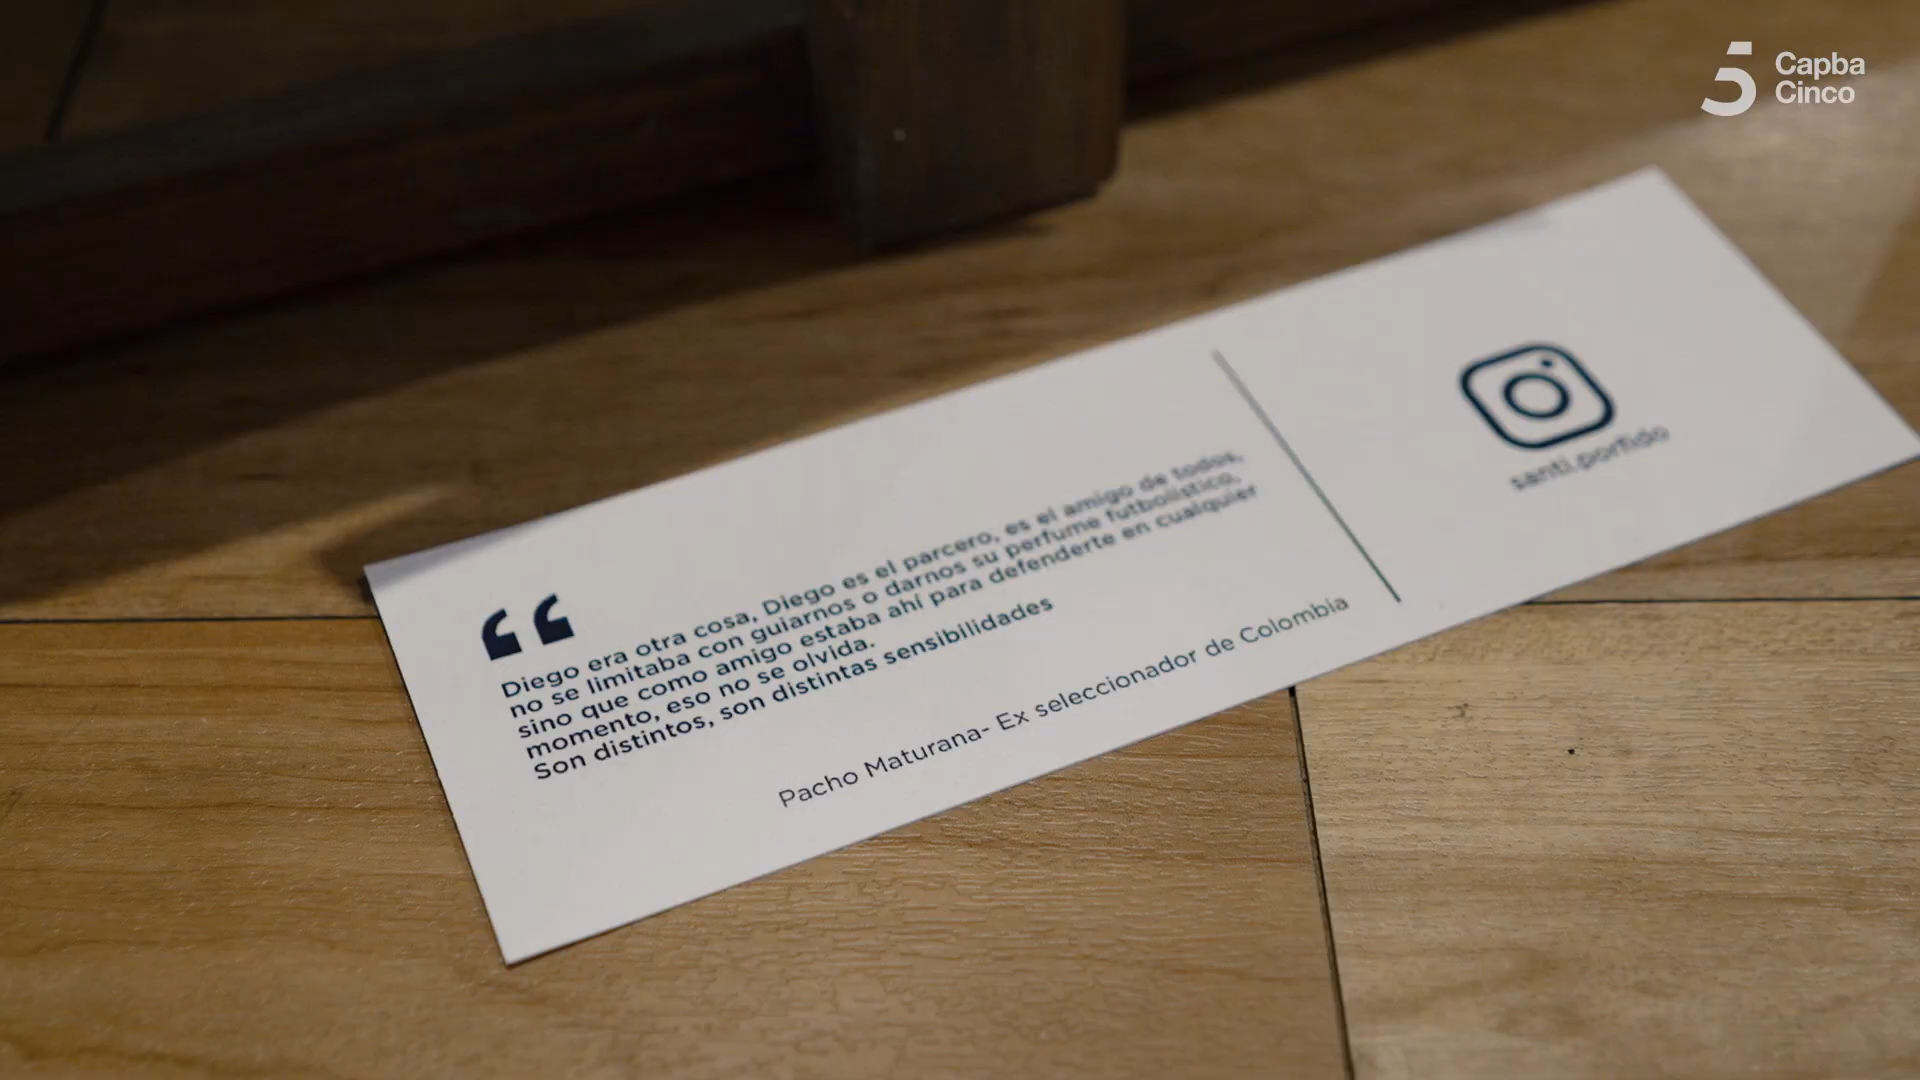 5 Capba
Cinco
“
Diego era otra cosa, Diego es el parcero, es el amigo de todos,
no se limitaba con guiarnos o darnos su perfume futbolístico,
sino que como amigo estaba ahí para defenderte en cualquier
momento, eso no se olvida.
Son distintos, son distintas sensibilidades
Pacho Maturana- Ex seleccionador de Colombia
santi.porfido